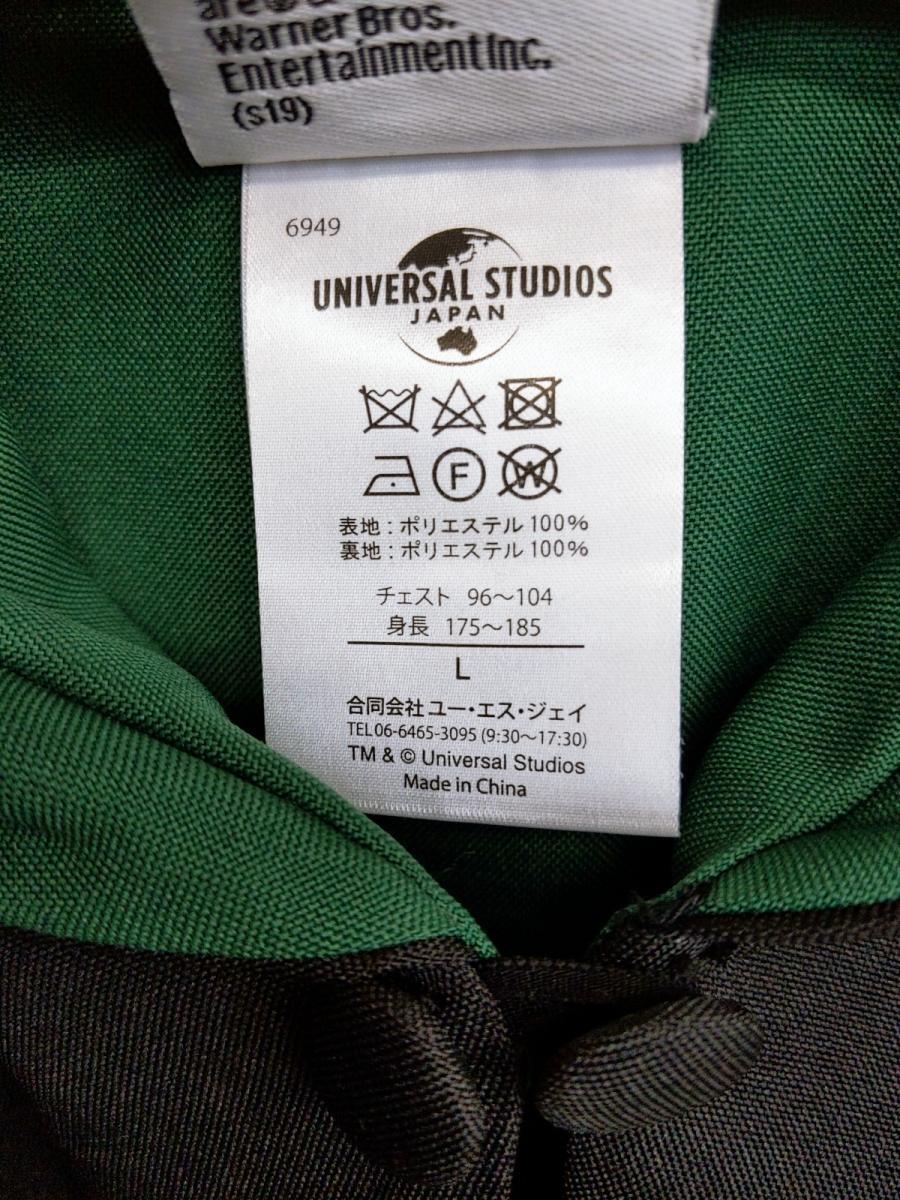 Warner Bros.
Entertainment Inc.
(s19)
6949
UNIVERSAL STUDIOS
JAPAN
F
W
表地：ポリエステル 100%
裏地：ポリエステル 100%
チェスト 96〜104
身長 175〜185
L
合同会社 ユー・エス・ジェイ
TEL 06-6465-3095 (9:30〜17:30)
TM & © Universal Studios
Made in China